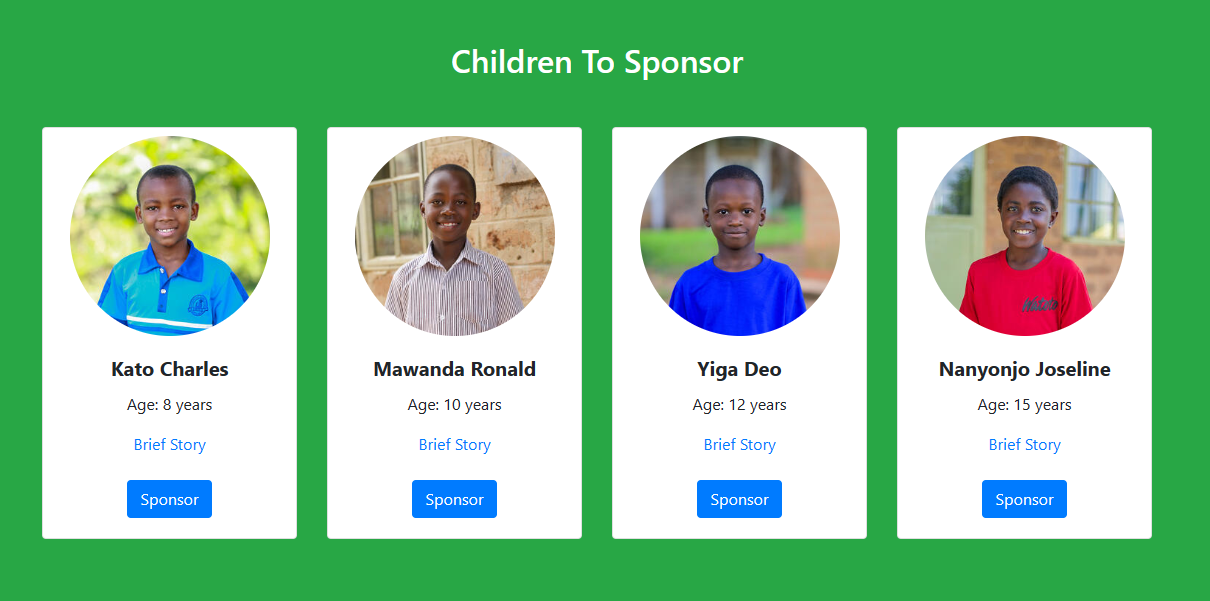 Children To Sponsor
Kato Charles
Age: 8 years
Brief Story
Sponsor
Mawanda Ronald
Age: 10 years
Brief Story
Sponsor
Yiga Deo
Age: 12 years
Brief Story
Sponsor
Nanyonjo Joseline
Age: 15 years
Brief Story
Sponsor